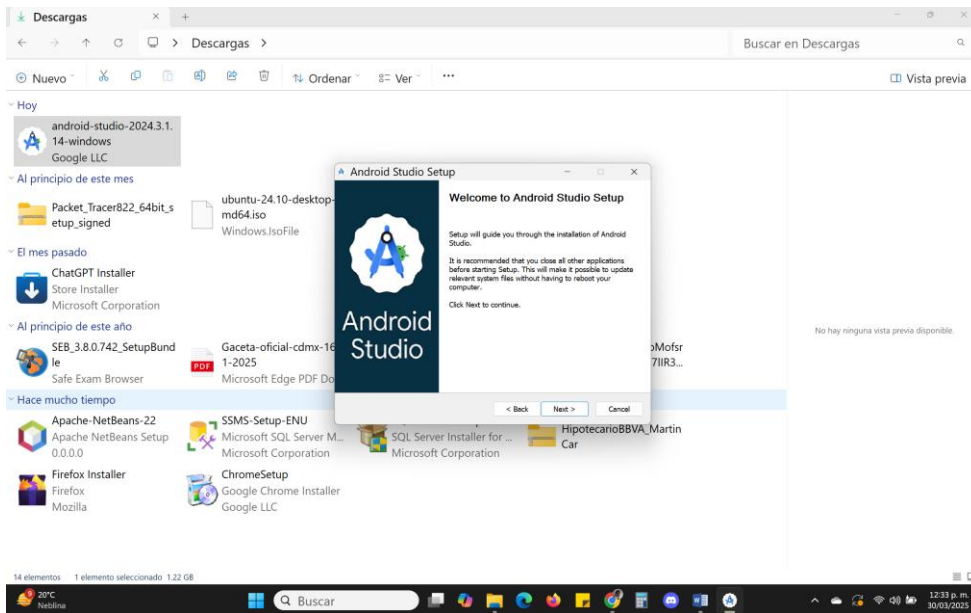 Descargas
Descargas
Buscar en Descargas
Nuevo
Ordenar
Ver
Vista previa
Hoy
android-studio-2024.3.1.
14-windows
Google LLC
Al principio de este mes
Packet_Tracer822_64bit_s
etup_signed
ubuntu-24.10-desktop-
md64.iso
Windows.IsoFile
El mes pasado
ChatGPT Installer
Store Installer
Microsoft Corporation
Al principio de este año
SEB_3.8.0.742_SetupBund
le
Safe Exam Browser
PDF
Gaceta-oficial-cdmx-16
1-2025
Microsoft Edge PDF Do
oMofsr
7IIR3...
Hace mucho tiempo
Apache-NetBeans-22
Apache NetBeans Setup
0.0.0.0
SSMS-Setup-ENU
Microsoft SQL Server M...
Microsoft Corporation
SQL Server Installer for ...
Microsoft Corporation
HipotecarioBBVA_Martin
Car
Firefox Installer
Firefox
Mozilla
ChromeSetup
Google Chrome Installer
Google LLC
Android Studio Setup
Android
Studio
Welcome to Android Studio Setup
Setup will guide you through the installation of Android
Studio.
It is recommended that you close all other applications
before starting Setup. This will make it possible to update
relevant system files without having to reboot your
computer.
Click Next to continue.
< Back
Next >
Cancel
No hay ninguna vista previa disponible.
14 elementos 1 elemento seleccionado 1.22 GB
20°C
Neblina
Buscar
12:33 p. m.
30/03/2025